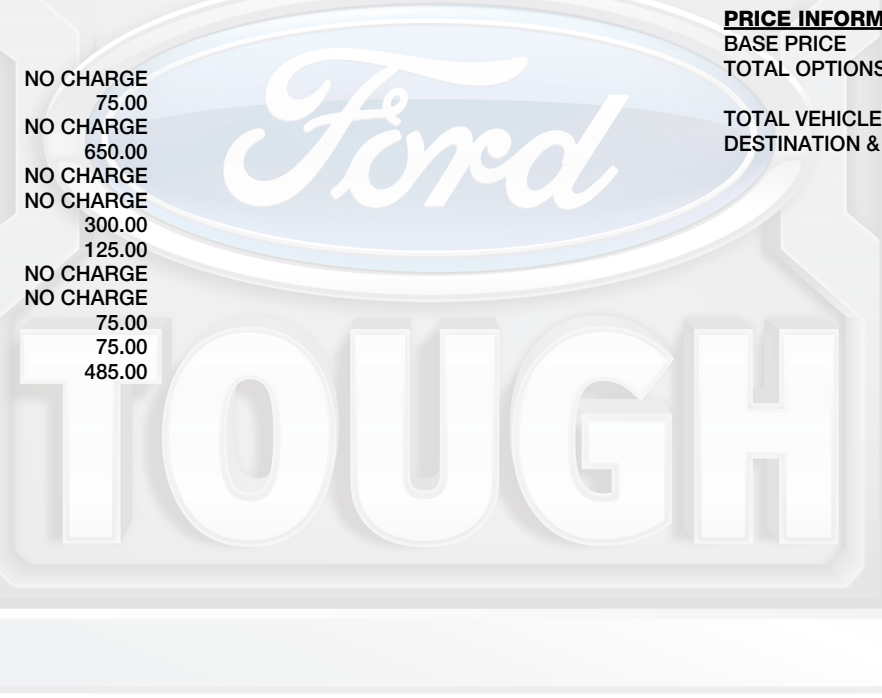 NO CHARGE
75.00
NO CHARGE
650.00
NO CHARGE
NO CHARGE
300.00
125.00
NO CHARGE
NO CHARGE
75.00
75.00
485.00
PRICE INFORM
BASE PRICE
TOTAL OPTIONS
TOTAL VEHICLE
DESTINATION &
Ford
TOUGH